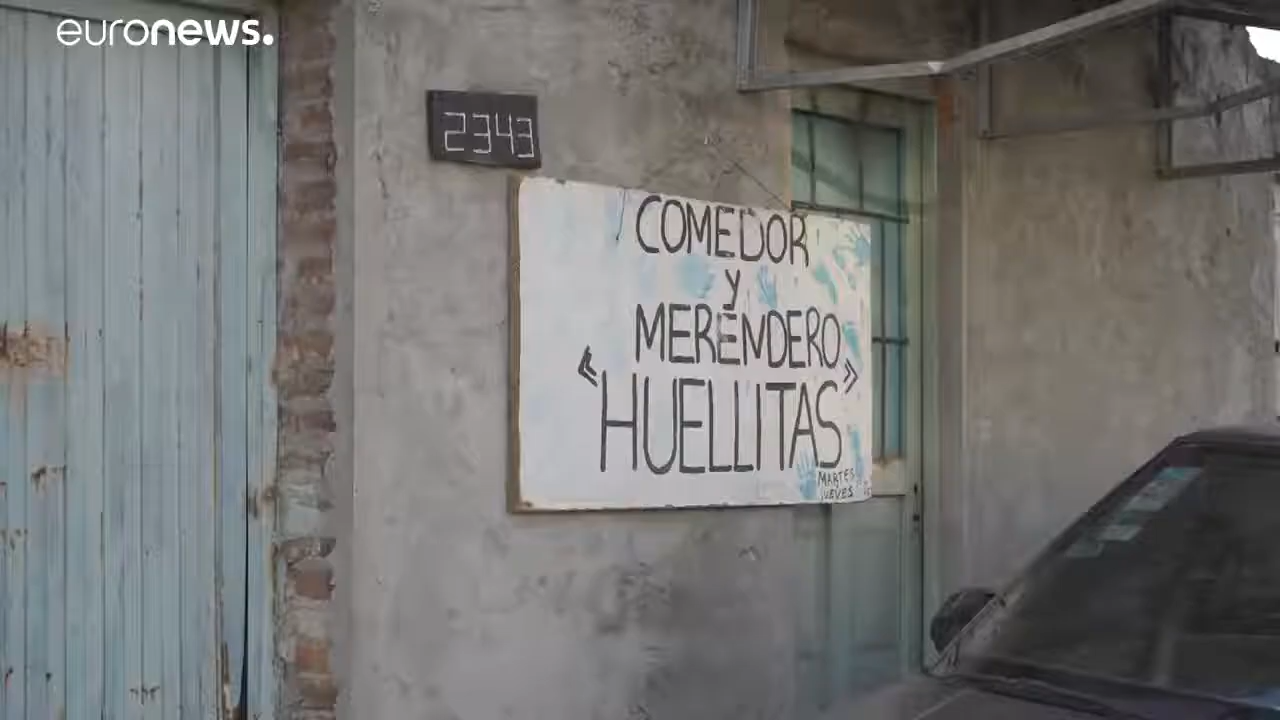 euronews.
2343
COMEDOR
y
MERENDERO
«HUELLITAS»
MARTES
JUEVES